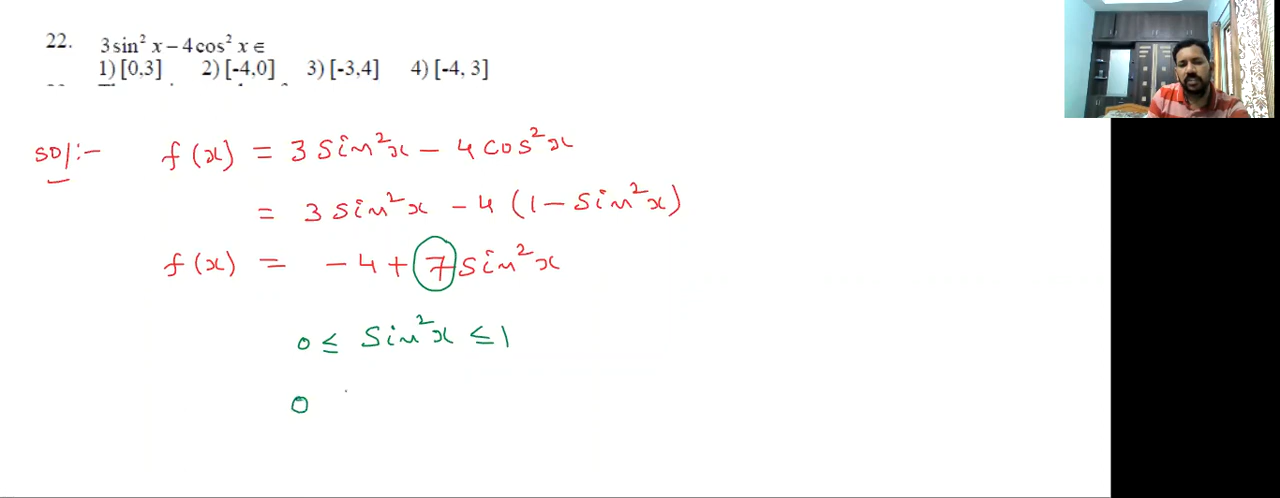 22. 3 sin² x – 4 cos² x ∈
1) [0,3] 2) [-4,0] 3) [-3,4] 4) [-4, 3]
Sol:- f(x) = 3 Sin²x – 4 cos²x
= 3 Sin²x – 4 (1 – Sin²x)
f(x) = – 4 + 7 Sin²x
0 ≤ Sin²x ≤ 1
0